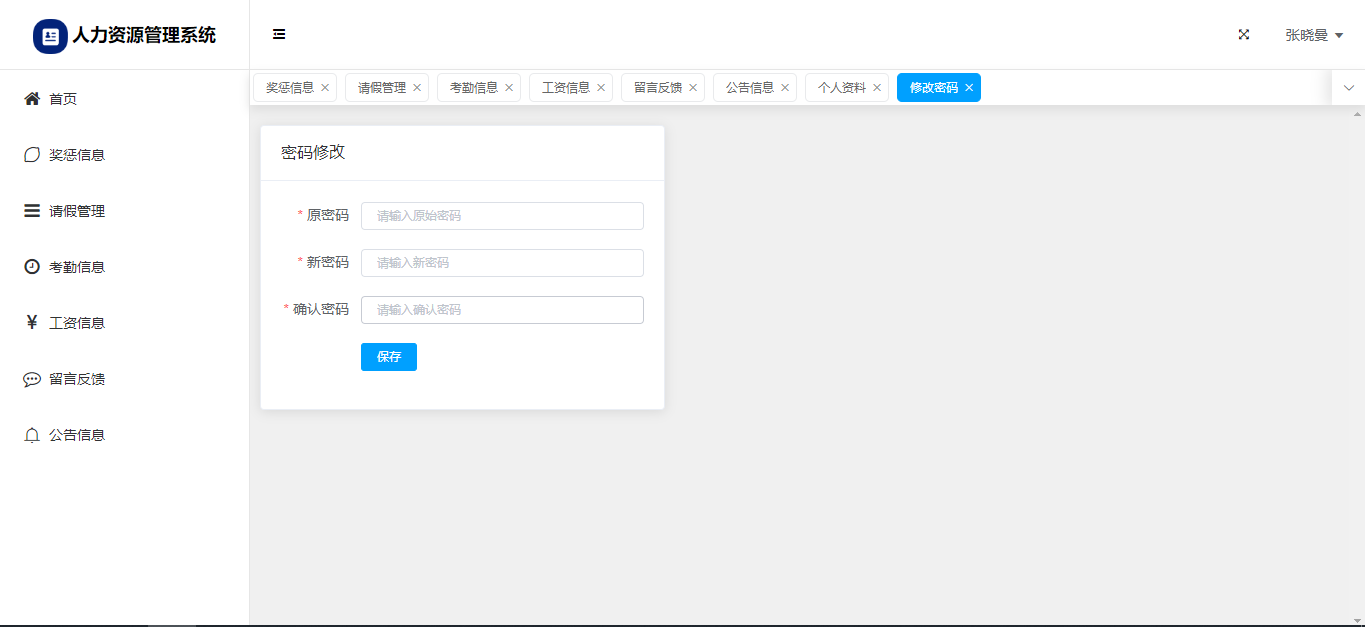 人力资源管理系统
张晓曼
首页
奖惩信息
请假管理
考勤信息
工资信息
留言反馈
公告信息
奖惩信息 请假管理 考勤信息 工资信息 留言反馈 公告信息 个人资料 修改密码
密码修改
* 原密码 请输入原始密码
* 新密码 请输入新密码
* 确认密码 请输入确认密码
保存